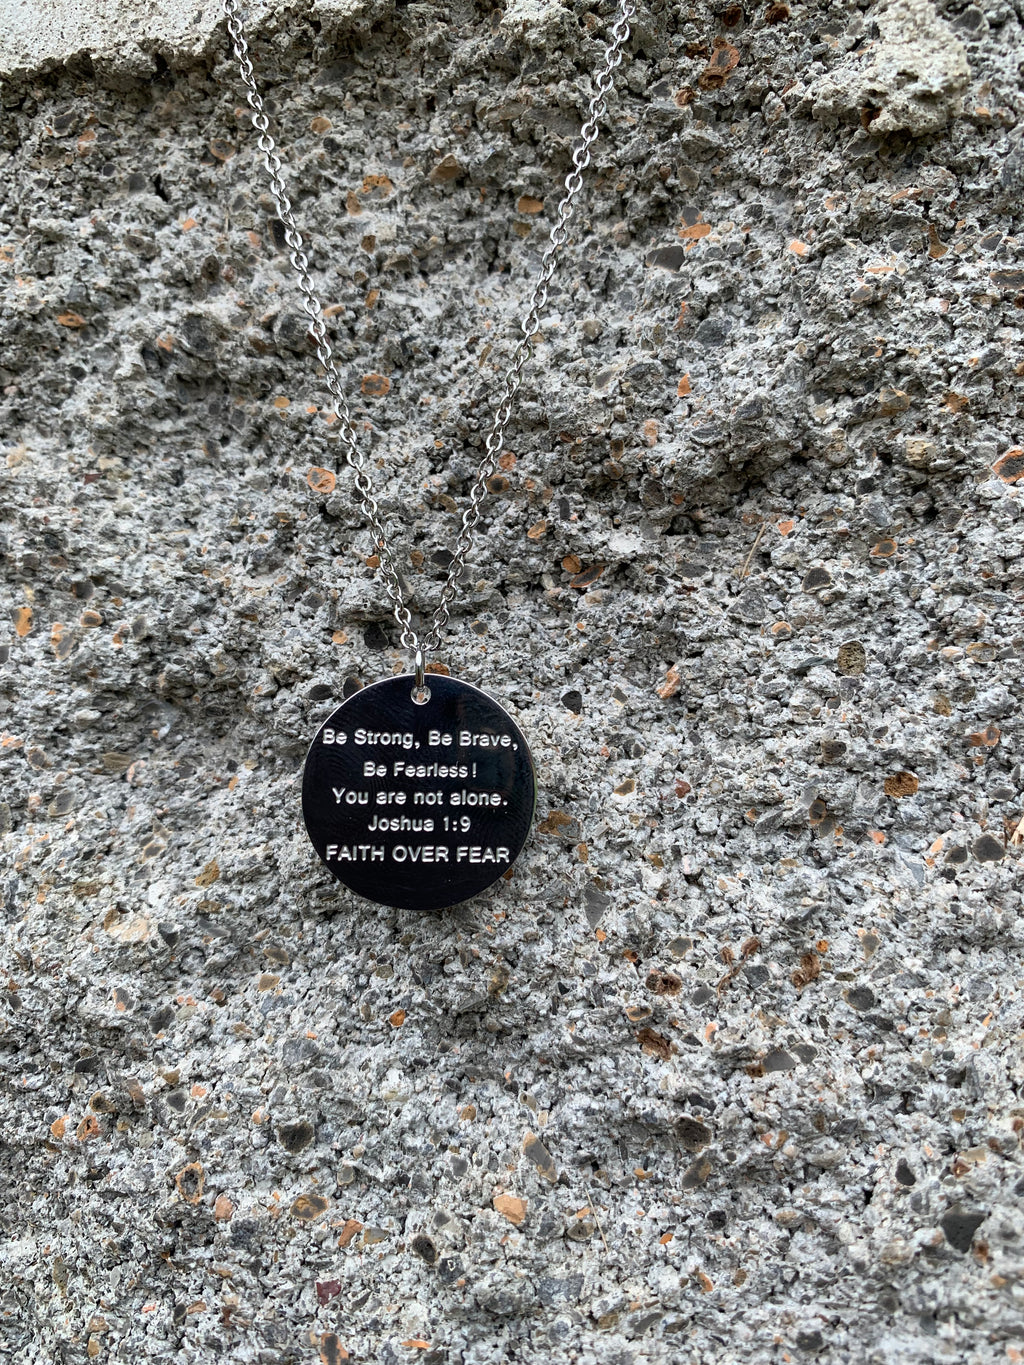 Be Strong, Be Brave,
Be Fearless!
You are not alone.
Joshua 1:9
FAITH OVER FEAR